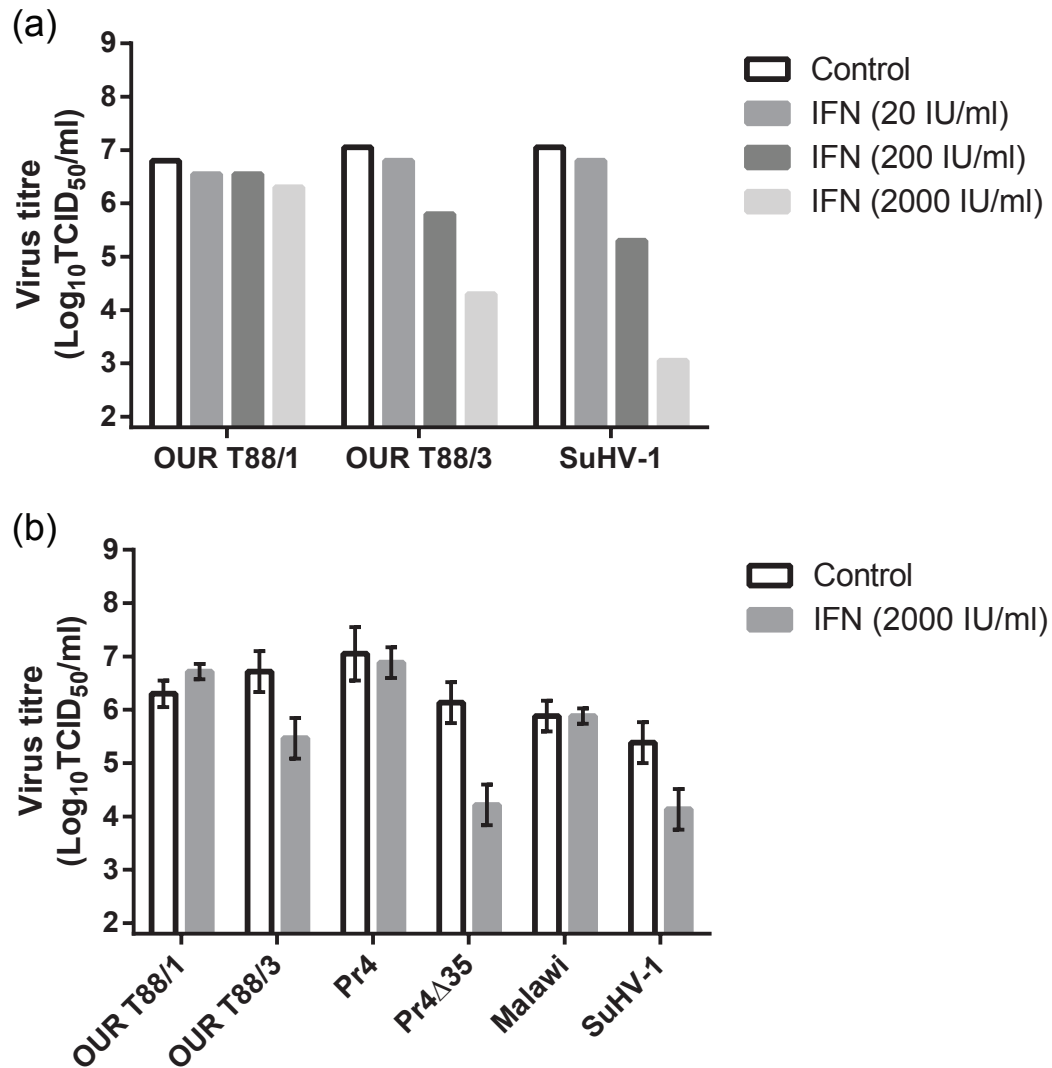 (a)
Virus titre
(Log₁₀TCID₅₀/ml)
9
8
7
6
5
4
3
2
OUR T88/1
OUR T88/3
SuHV-1
Control
IFN (20 IU/ml)
IFN (200 IU/ml)
IFN (2000 IU/ml)
(b)
Virus titre
(Log₁₀TCID₅₀/ml)
9
8
7
6
5
4
3
2
OUR T88/1
OUR T88/3
Pr4
Pr4Δ35
Malawi
SuHV-1
Control
IFN (2000 IU/ml)